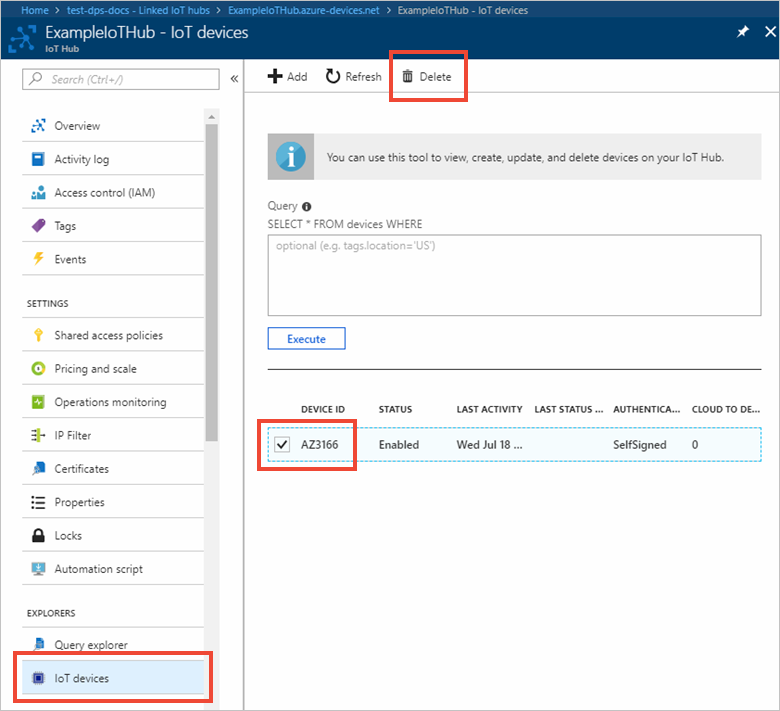 Home > test-dps-docs - Linked IoT hubs > ExampleIoTHub.azure-devices.net > ExampleIoTHub - IoT devices
ExampleIoTHub - IoT devices
IoT Hub
Search (Ctrl+/)
Add Refresh Delete
Overview
Activity log
Access control (IAM)
Tags
Events
SETTINGS
Shared access policies
Pricing and scale
Operations monitoring
IP Filter
Certificates
Properties
Locks
Automation script
EXPLORERS
Query explorer
IoT devices
You can use this tool to view, create, update, and delete devices on your IoT Hub.
Query
SELECT * FROM devices WHERE
optional (e.g. tags.location='US')
Execute
DEVICE ID STATUS LAST ACTIVITY LAST STATUS ... AUTHENTICA... CLOUD TO DE...
AZ3166 Enabled Wed Jul 18 ... SelfSigned 0